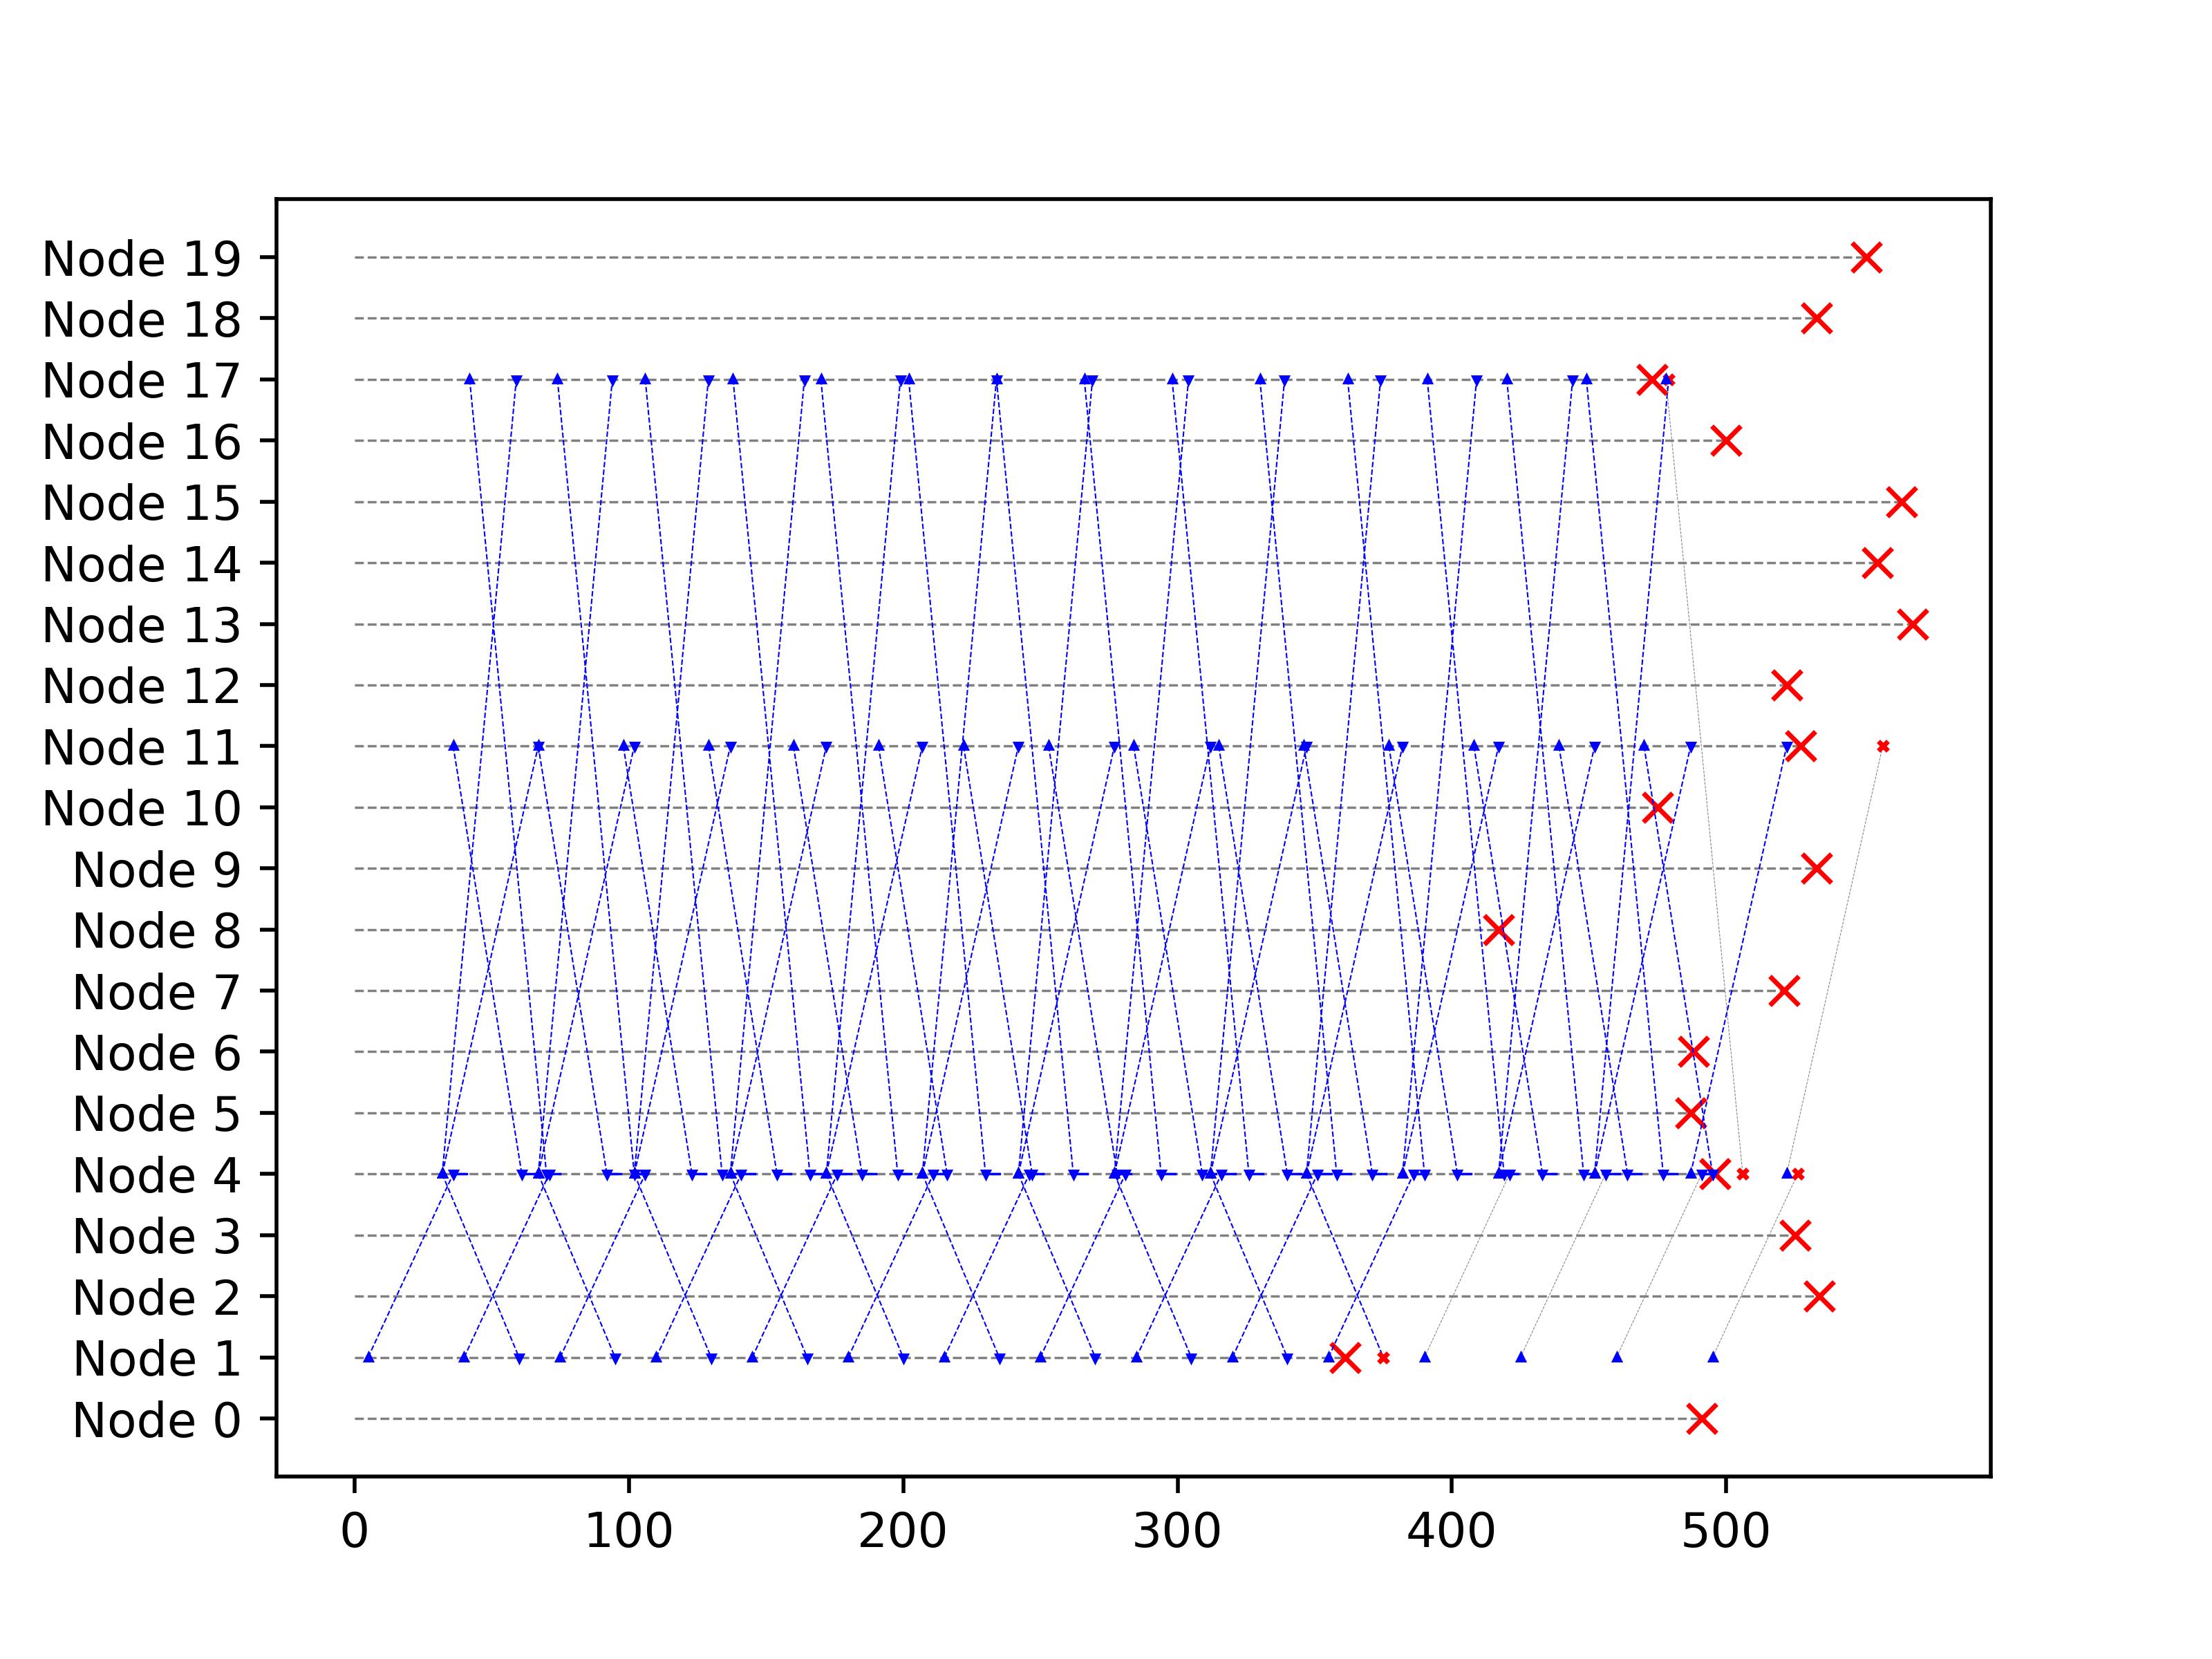 Node 19
Node 18
Node 17
Node 16
Node 15
Node 14
Node 13
Node 12
Node 11
Node 10
Node 9
Node 8
Node 7
Node 6
Node 5
Node 4
Node 3
Node 2
Node 1
Node 0
0 100 200 300 400 500